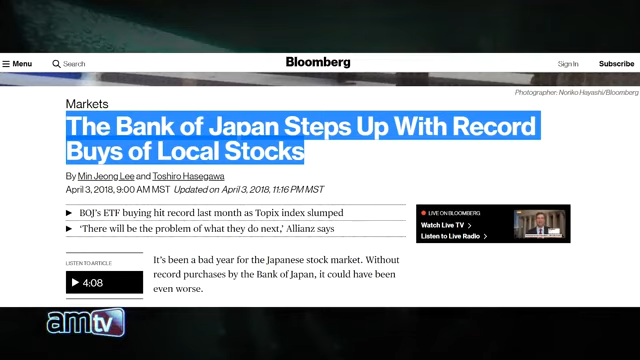 Menu
Search
Bloomberg
Sign In
Subscribe
Photographer: Noriko Hayashi/Bloomberg
Markets
The Bank of Japan Steps Up With Record
Buys of Local Stocks
By Min Jeong Lee and Toshiro Hasegawa
April 3, 2018, 9:00 AM MST Updated on April 3, 2018, 11:16 PM MST
▶ BOJ's ETF buying hit record last month as Topix index slumped
▶ 'There will be the problem of what they do next,' Allianz says
LIVE ON BLOOMBERG
Watch Live TV >
Listen to Live Radio >
LISTEN TO ARTICLE
▶ 4:08
It's been a bad year for the Japanese stock market. Without
record purchases by the Bank of Japan, it could have been
even worse.
amtv